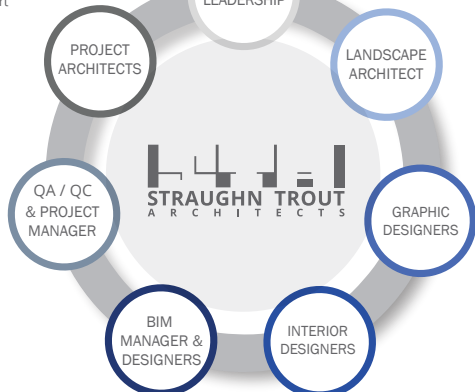 LEADERSHIP
PROJECT
ARCHITECTS
LANDSCAPE
ARCHITECT
STRAUGHN TROUT
ARCHITECTS
QA / QC
& PROJECT
MANAGER
GRAPHIC
DESIGNERS
BIM
MANAGER &
DESIGNERS
INTERIOR
DESIGNERS